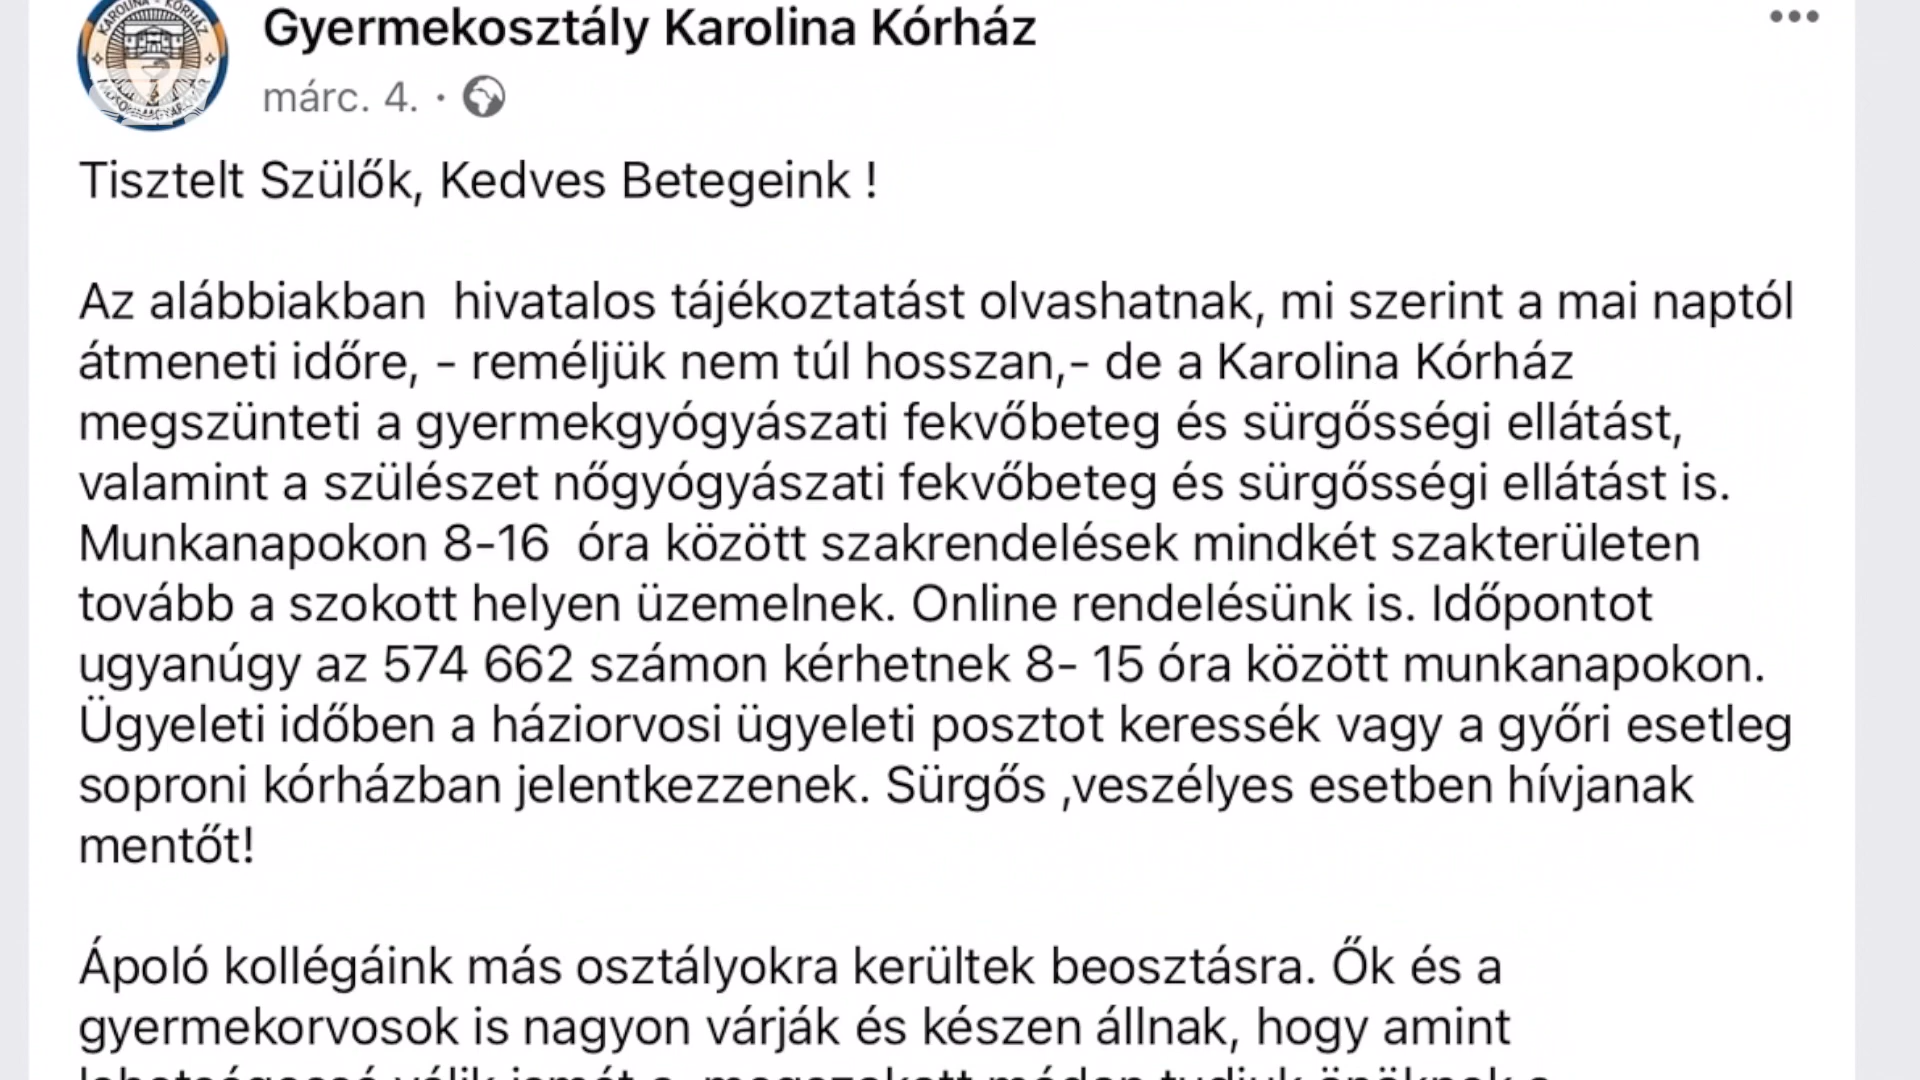 KAROLINA - KÓRHÁZ
Gyermekosztály Karolina Kórház
márc. 4. ·
Tisztelt Szülők, Kedves Betegeink !
Az alábbiakban  hivatalos tájékoztatást olvashatnak, mi szerint a mai naptól
átmeneti időre, - reméljük nem túl hosszan,- de a Karolina Kórház
megszünteti a gyermekgyógyászati fekvőbeteg és sürgősségi ellátást,
valamint a szülészet nőgyógyászati fekvőbeteg és sürgősségi ellátást is.
Munkanapokon 8-16  óra között szakrendelések mindkét szakterületen
tovább a szokott helyen üzemelnek. Online rendelésünk is. Időpontot
ugyanúgy az 574 662 számon kérhetnek 8- 15 óra között munkanapokon.
Ügyeleti időben a háziorvosi ügyeleti posztot keressék vagy a győri esetleg
soproni kórházban jelentkezzenek. Sürgős ,veszélyes esetben hívjanak
mentőt!
Ápoló kollégáink más osztályokra kerültek beosztásra. Ők és a
gyermekorvosok is nagyon várják és készen állnak, hogy amint